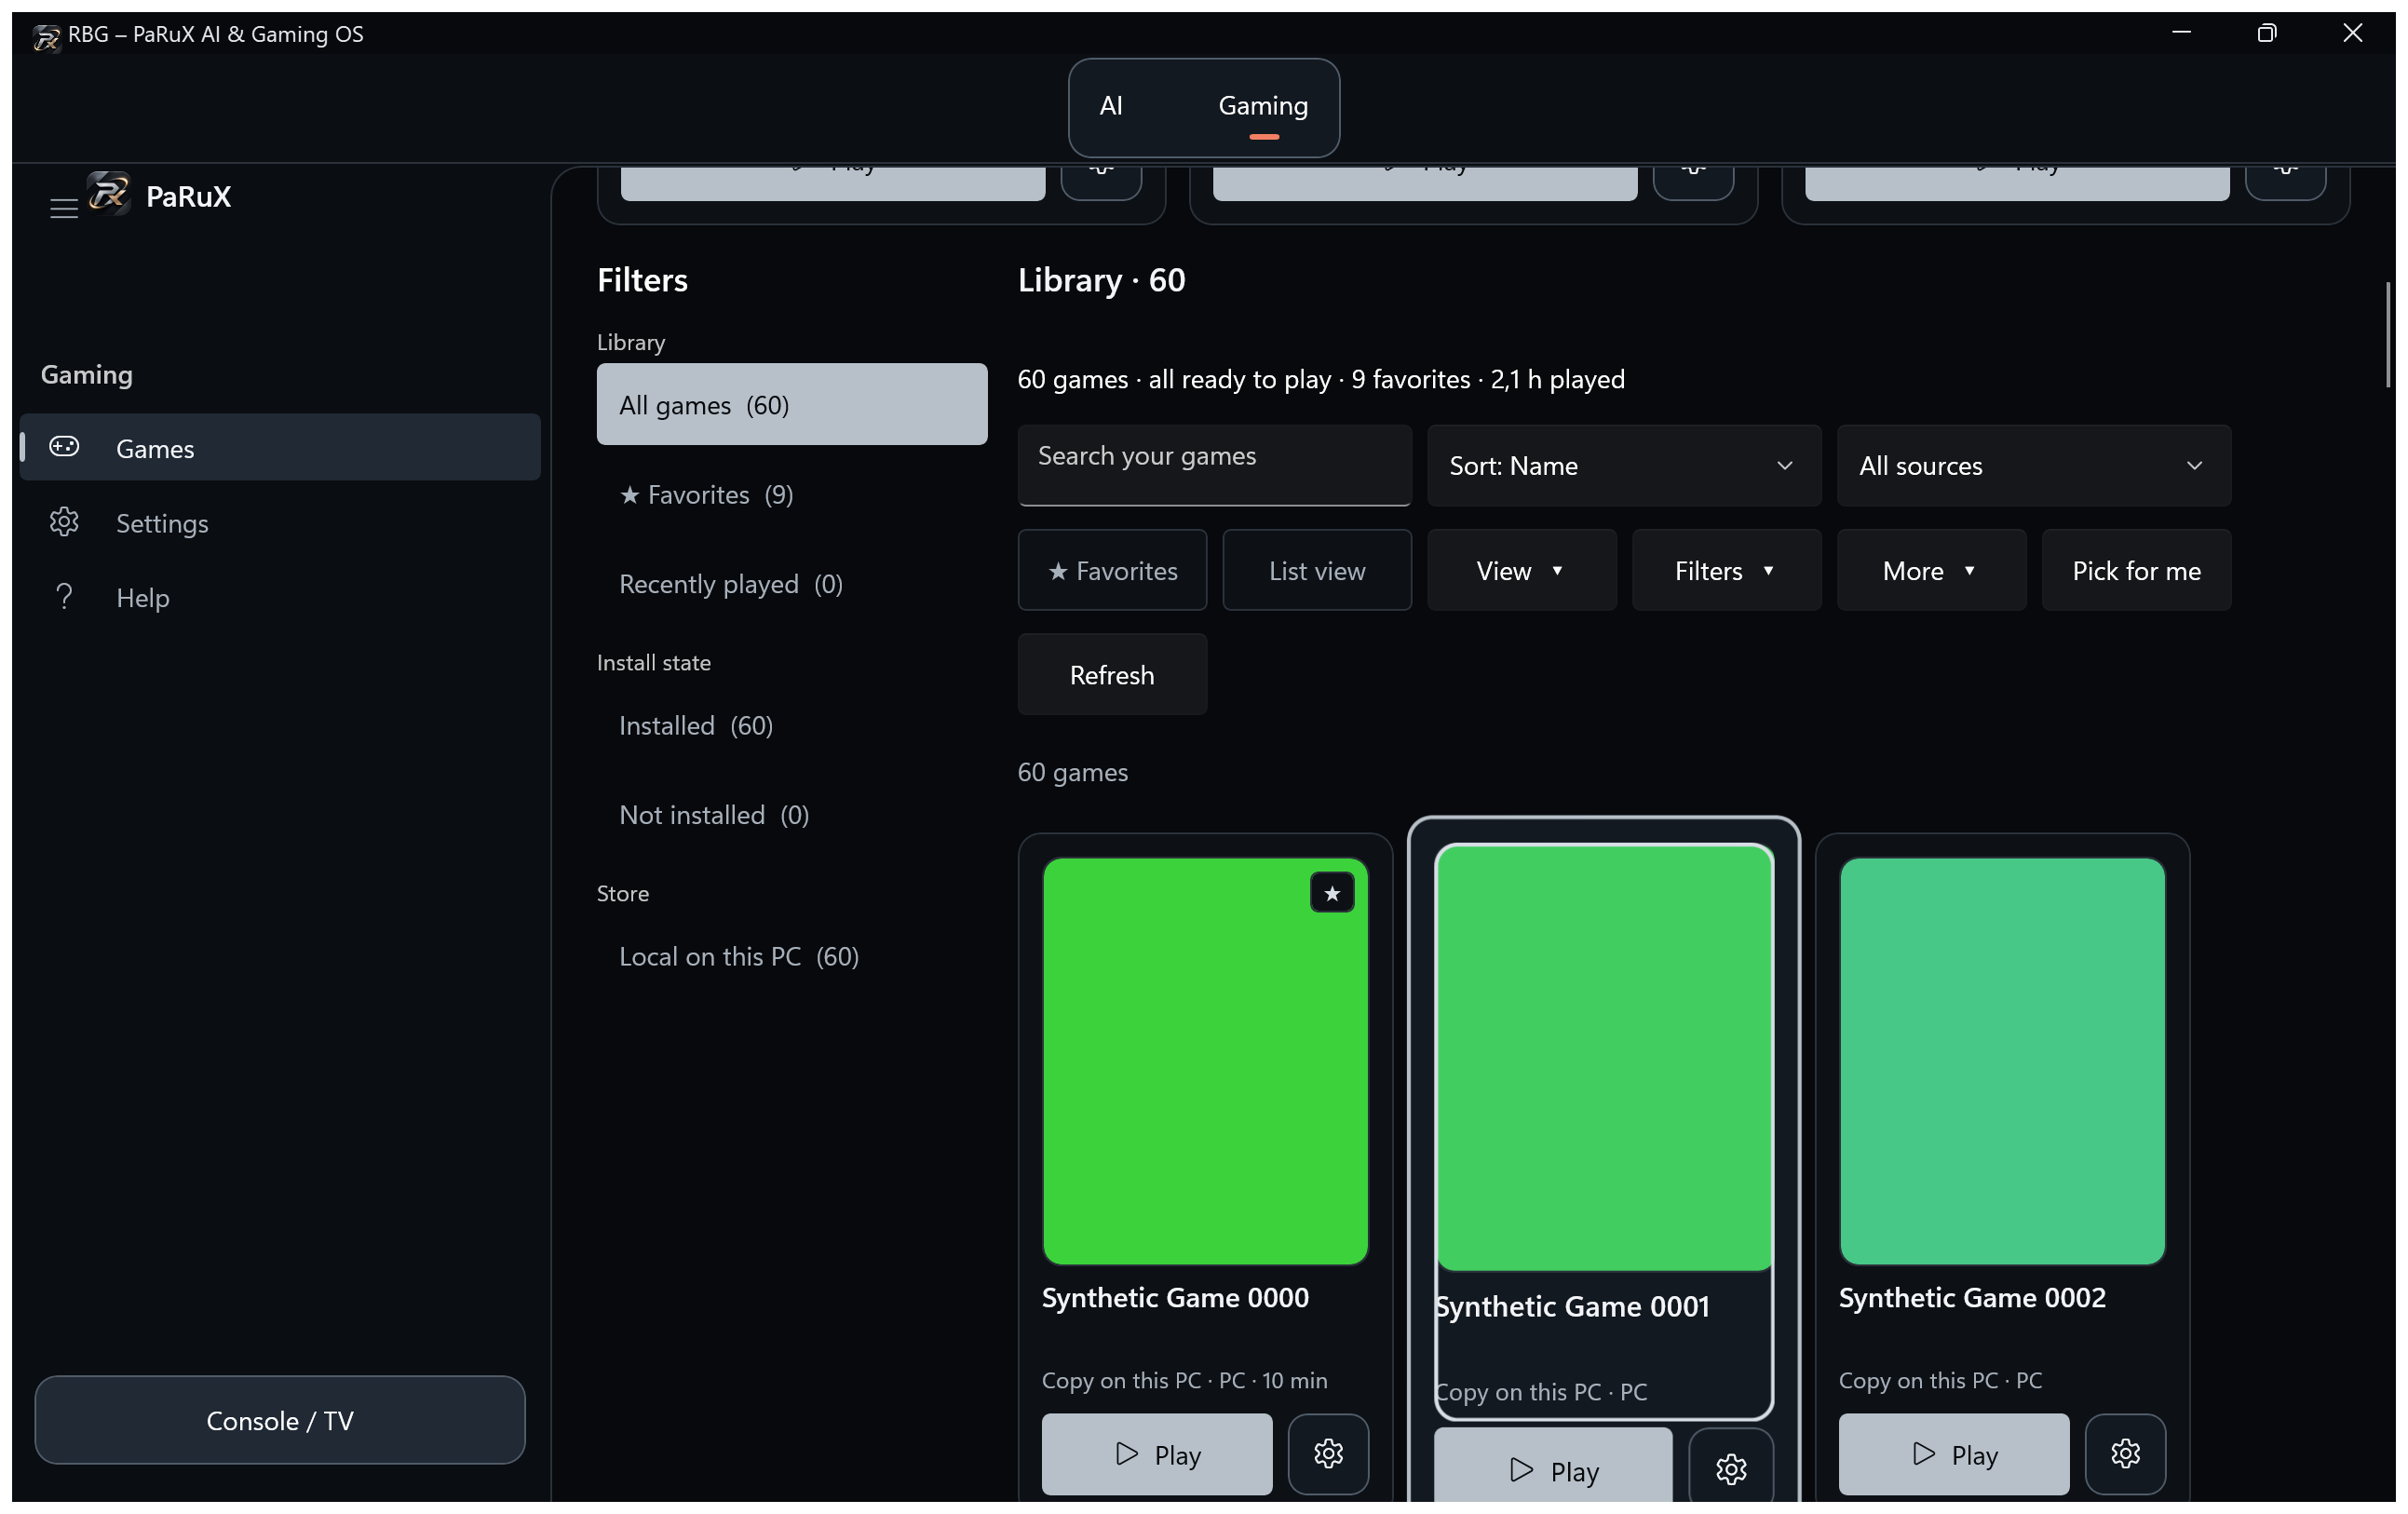 RBG – PaRuX AI & Gaming OS
AI
Gaming
PaRuX
Play
Play
Play
Gaming
Games
Settings
Help
Console / TV
Filters
Library
All games (60)
★ Favorites (9)
Recently played (0)
Install state
Installed (60)
Not installed (0)
Store
Local on this PC (60)
Library · 60
60 games · all ready to play · 9 favorites · 2,1 h played
Search your games
Sort: Name
All sources
★ Favorites
List view
View
Filters
More
Pick for me
Refresh
60 games
Synthetic Game 0000
Copy on this PC · PC · 10 min
Play
Synthetic Game 0001
Copy on this PC · PC
Play
Synthetic Game 0002
Copy on this PC · PC
Play